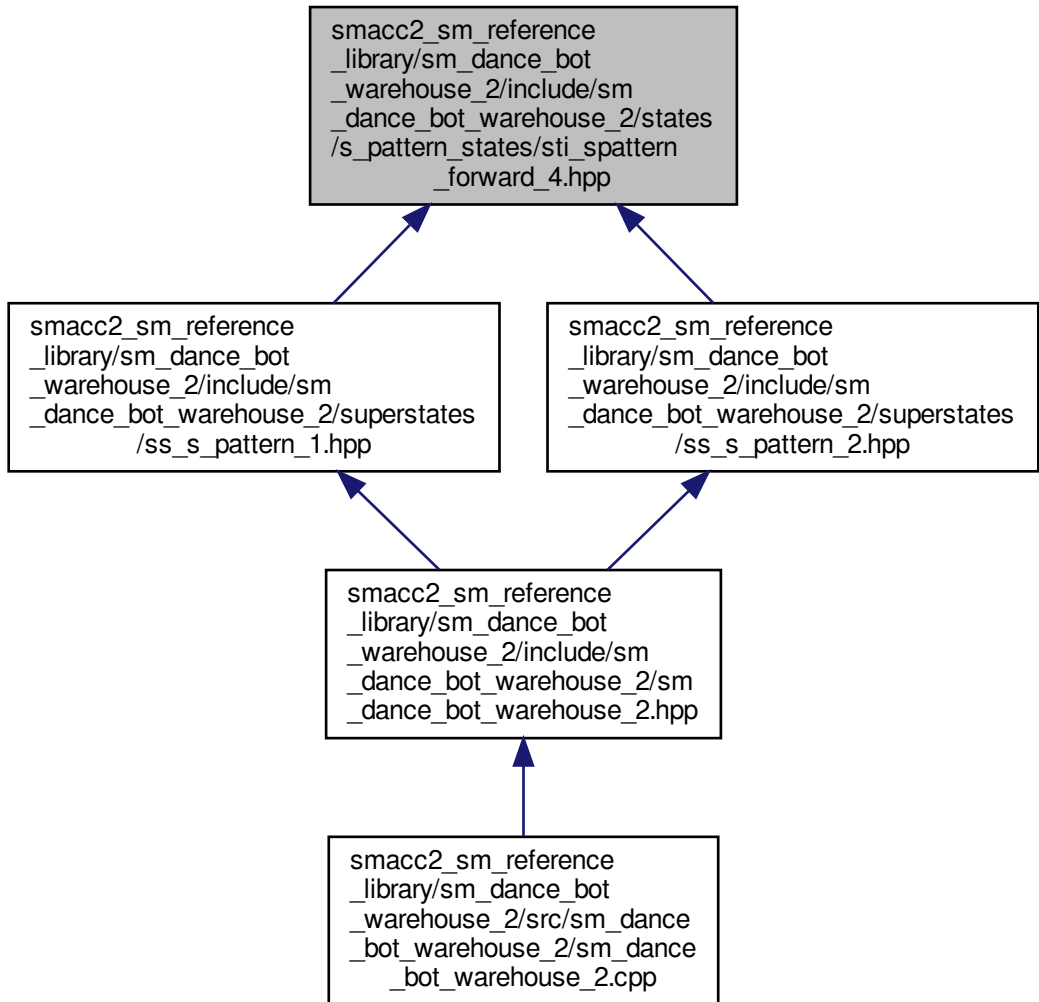 smacc2_sm_reference
_library/sm_dance_bot
_warehouse_2/include/sm
_dance_bot_warehouse_2/states
/s_pattern_states/sti_spattern
_forward_4.hpp
smacc2_sm_reference
_library/sm_dance_bot
_warehouse_2/include/sm
_dance_bot_warehouse_2/superstates
/ss_s_pattern_1.hpp
smacc2_sm_reference
_library/sm_dance_bot
_warehouse_2/include/sm
_dance_bot_warehouse_2/superstates
/ss_s_pattern_2.hpp
smacc2_sm_reference
_library/sm_dance_bot
_warehouse_2/include/sm
_dance_bot_warehouse_2/sm
_dance_bot_warehouse_2.hpp
smacc2_sm_reference
_library/sm_dance_bot
_warehouse_2/src/sm_dance
_bot_warehouse_2/sm_dance
_bot_warehouse_2.cpp